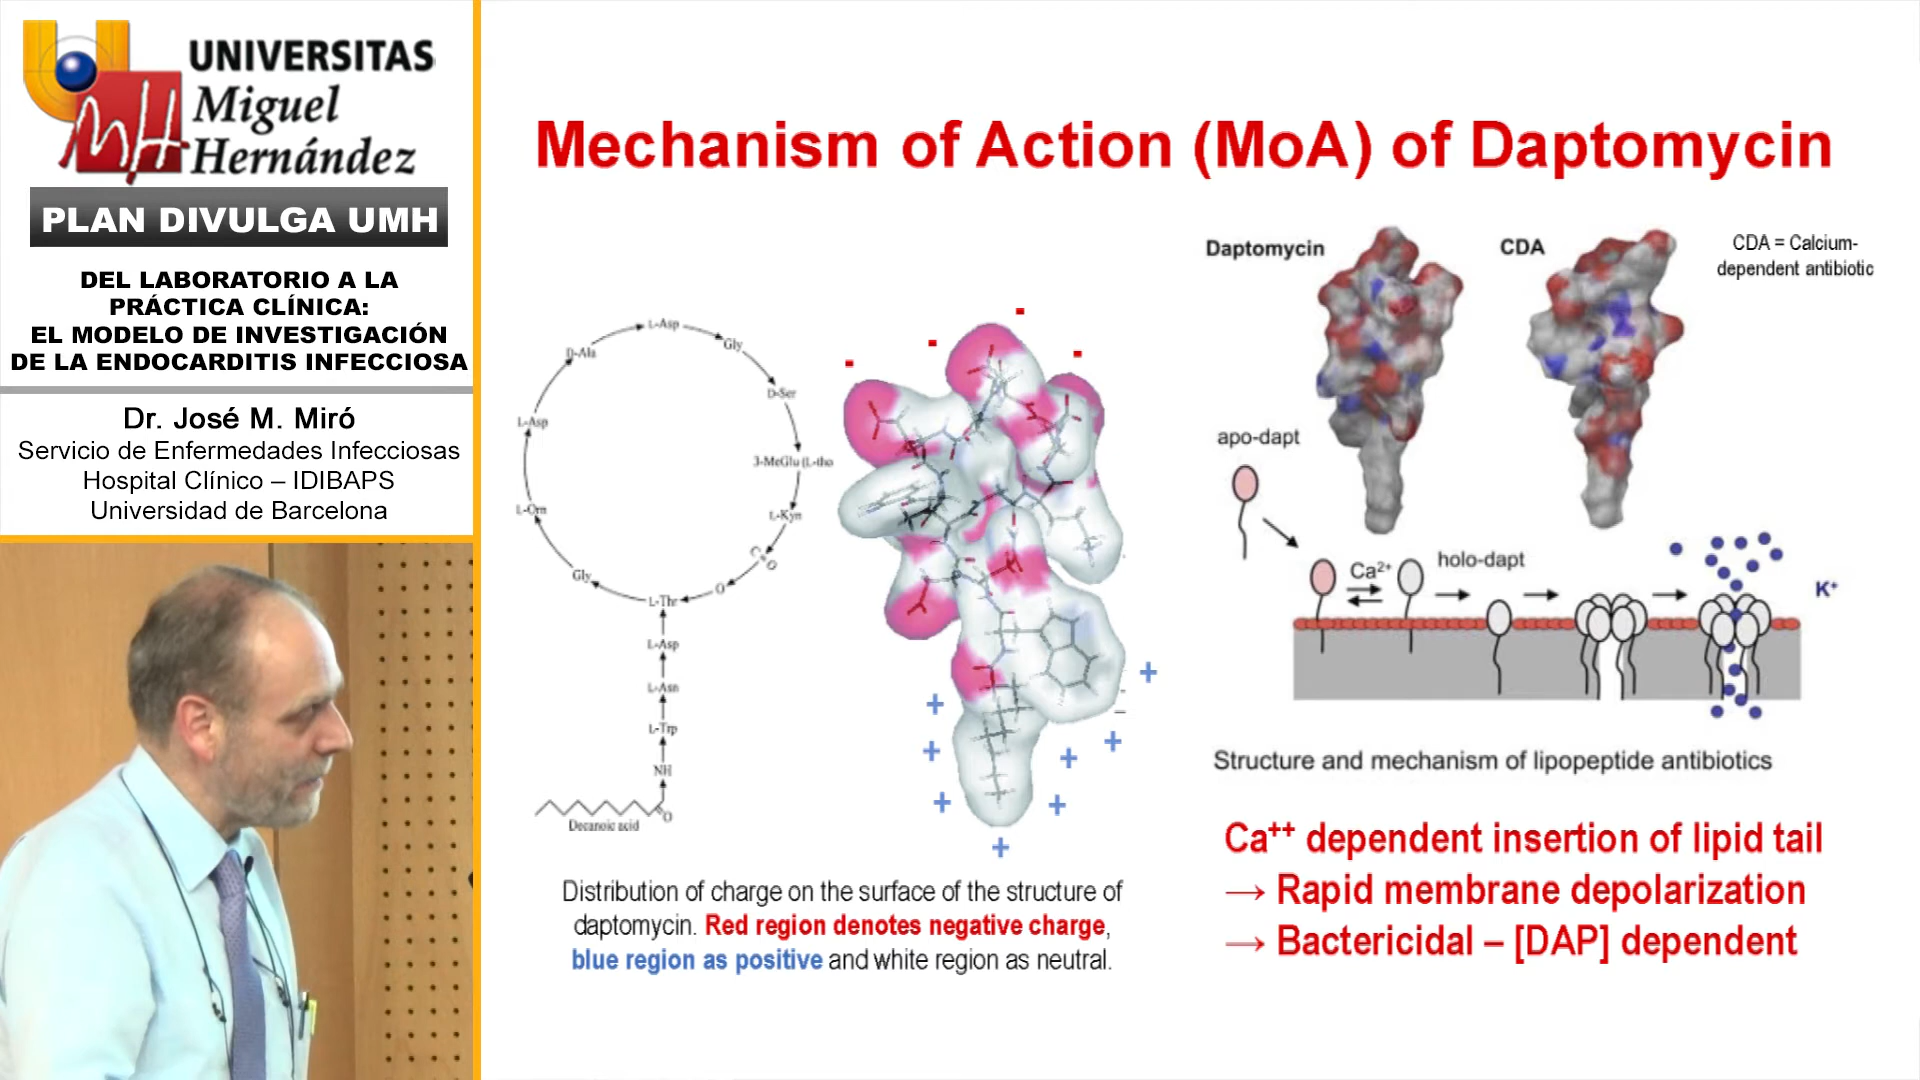 UNIVERSITAS
Miguel
Hernández
PLAN DIVULGA UMH
DEL LABORATORIO A LA
PRÁCTICA CLÍNICA:
EL MODELO DE INVESTIGACIÓN
DE LA ENDOCARDITIS INFECCIOSA
Dr. José M. Miró
Servicio de Enfermedades Infecciosas
Hospital Clínico – IDIBAPS
Universidad de Barcelona
Mechanism of Action (MoA) of Daptomycin
L-Asp
Gly
D-Ser
3-MeGlu (L-tho
L-Kyn
C=O
O
L-Thr
Gly
L-Orn
L-Asp
D-Ala
L-Asp
L-Asn
L-Trp
NH
O
Decanoic acid
Distribution of charge on the surface of the structure of
daptomycin. Red region denotes negative charge,
blue region as positive and white region as neutral.
Daptomycin
CDA
CDA = Calcium-
dependent antibiotic
apo-dapt
Ca²⁺
holo-dapt
K⁺
Structure and mechanism of lipopeptide antibiotics
Ca⁺⁺ dependent insertion of lipid tail
→ Rapid membrane depolarization
→ Bactericidal – [DAP] dependent